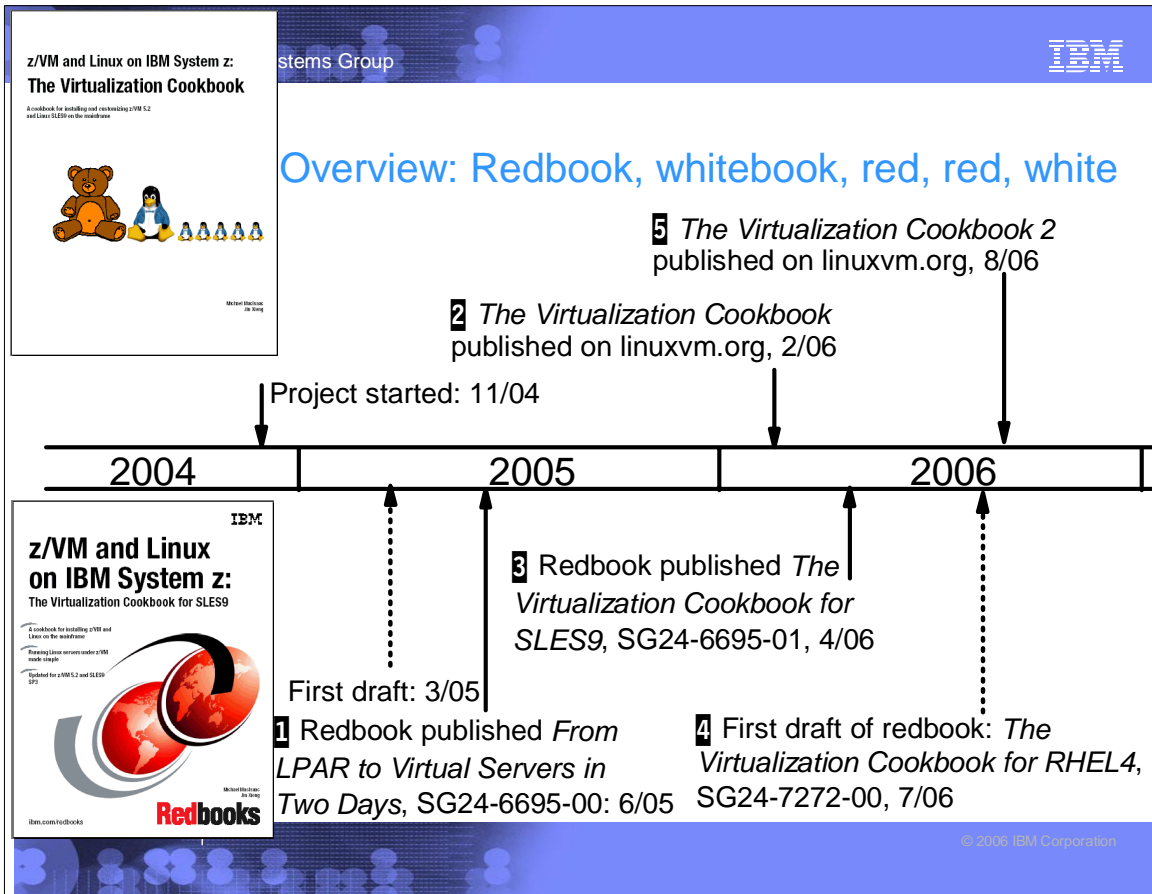 z/VM and Linux on IBM System z:
The Virtualization Cookbook
A cookbook for installing and customizing z/VM 5.2
and Linux SLES9 on the mainframe
Michael MacIsaac
Jin Xiong
stems Group
IBM
Overview: Redbook, whitebook, red, red, white
5 The Virtualization Cookbook 2
published on linuxvm.org, 8/06
2 The Virtualization Cookbook
published on linuxvm.org, 2/06
Project started: 11/04
2004
2005
2006
IBM
z/VM and Linux
on IBM System z:
The Virtualization Cookbook for SLES9
A cookbook for installing z/VM and
Linux on the mainframe
Running Linux servers under z/VM
made simple
Updated for z/VM 5.2 and SLES9
SP3
Michael MacIsaac
Jin Xiong
ibm.com/redbooks
Redbooks
3 Redbook published The
Virtualization Cookbook for
SLES9, SG24-6695-01, 4/06
First draft: 3/05
1 Redbook published From
LPAR to Virtual Servers in
Two Days, SG24-6695-00: 6/05
4 First draft of redbook: The
Virtualization Cookbook for RHEL4,
SG24-7272-00, 7/06
© 2006 IBM Corporation